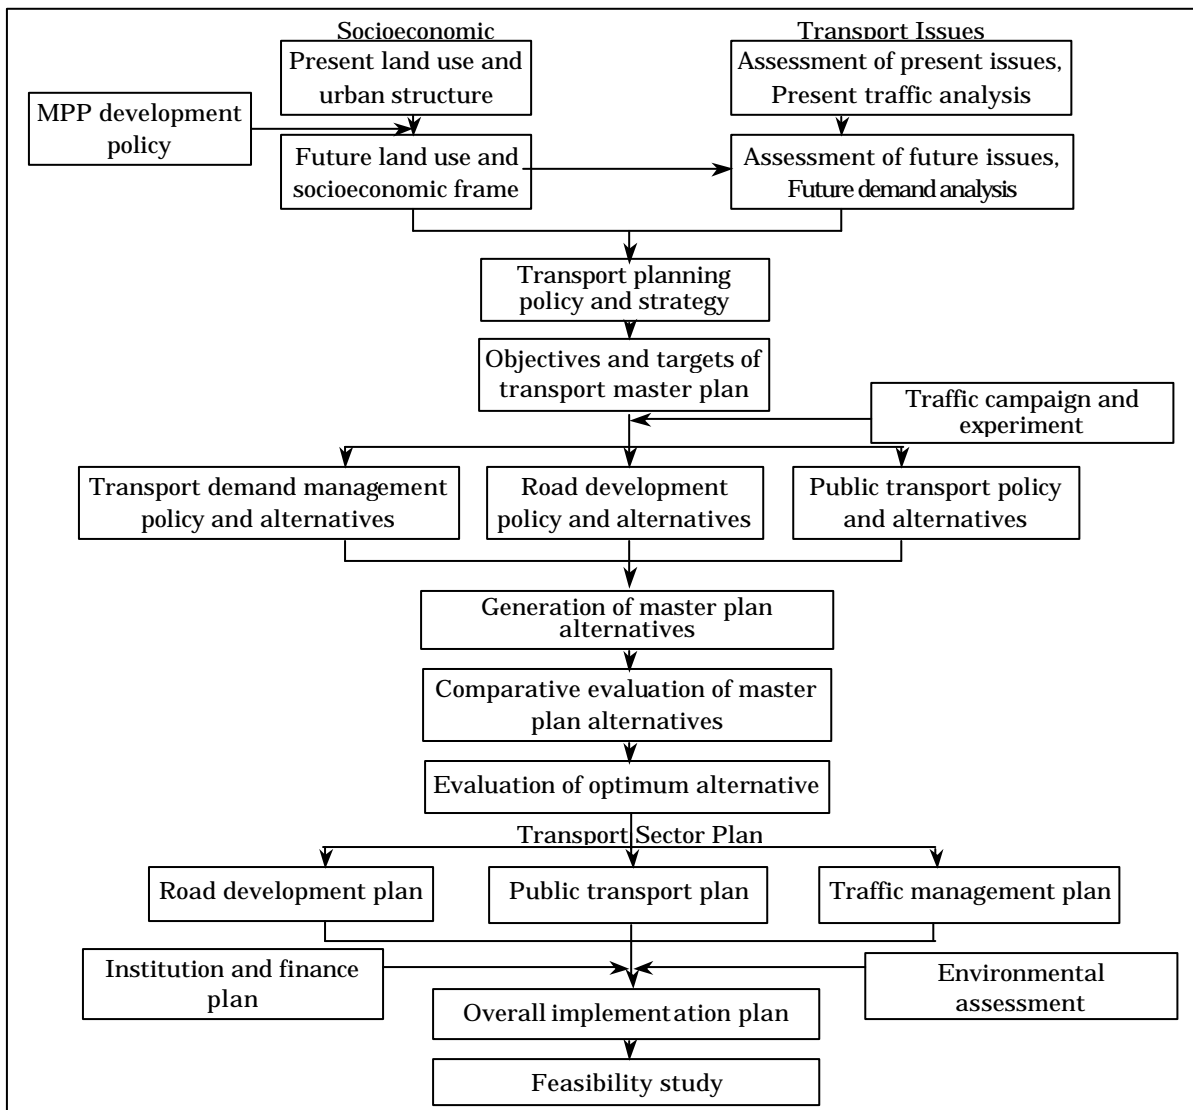 Socioeconomic
Transport Issues
Present land use and
urban structure
Assessment of present issues,
Present traffic analysis
MPP development
policy
Future land use and
socioeconomic frame
Assessment of future issues,
Future demand analysis
Transport planning
policy and strategy
Objectives and targets of
transport master plan
Traffic campaign and
experiment
Transport demand management
policy and alternatives
Road development
policy and alternatives
Public transport policy
and alternatives
Generation of master plan
alternatives
Comparative evaluation of master
plan alternatives
Evaluation of optimum alternative
Transport Sector Plan
Road development plan
Public transport plan
Traffic management plan
Institution and finance
plan
Environmental
assessment
Overall implementation plan
Feasibility study